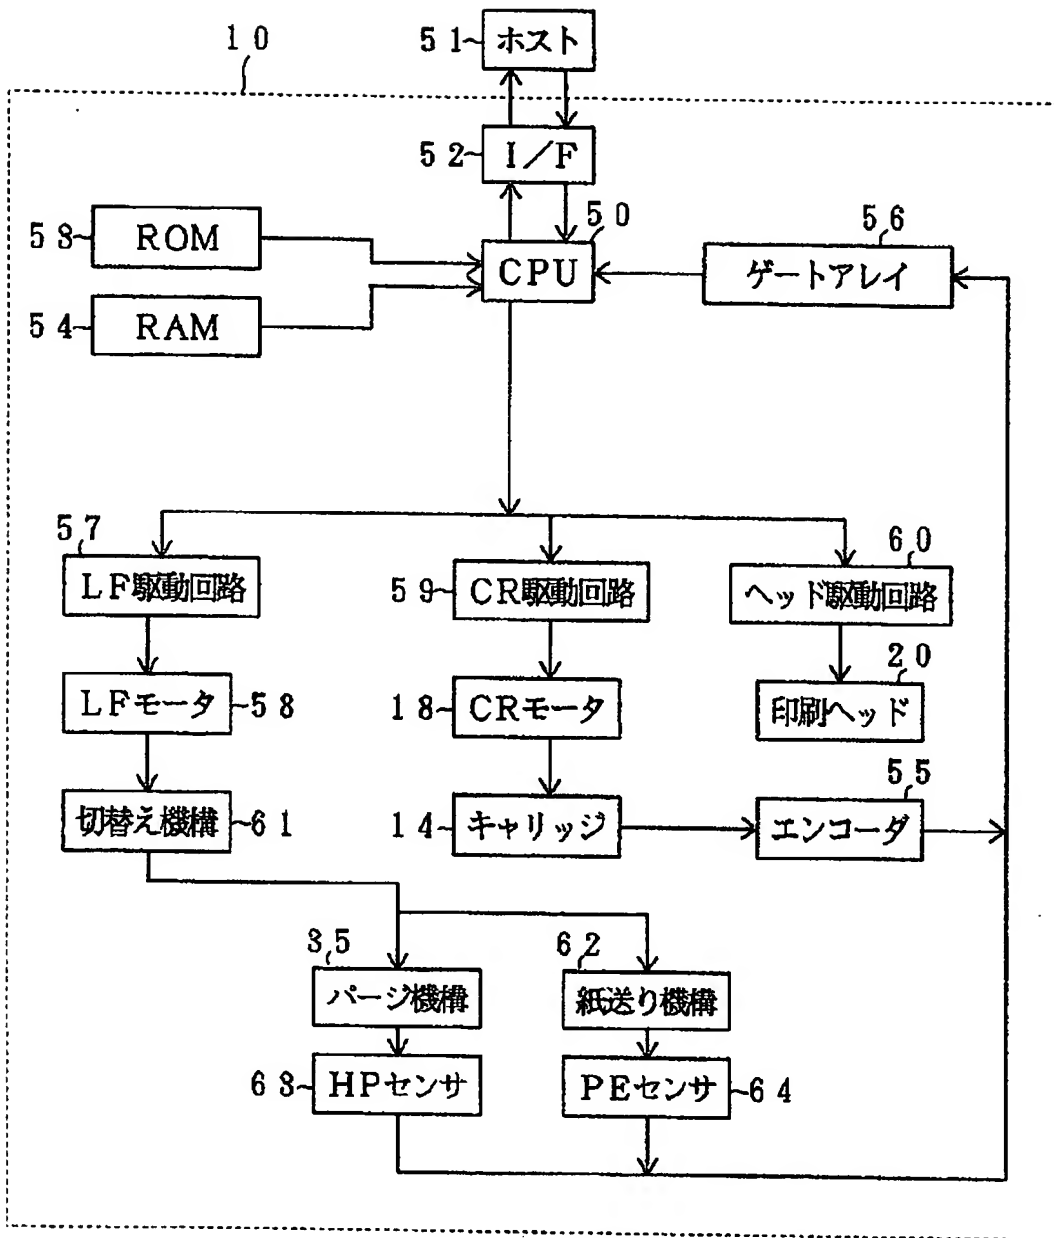 10
51 ホスト
52 I/F
50
56
53 ROM
CPU
ゲートアレイ
54 RAM
57
60
LF駆動回路
59 CR駆動回路
ヘッド駆動回路
20
LFモータ 58
18 CRモータ
印刷ヘッド
55
切替え機構 61
14 キャリッジ
エンコーダ
35
62
パージ機構
紙送り機構
63 HPセンサ
PEセンサ 64